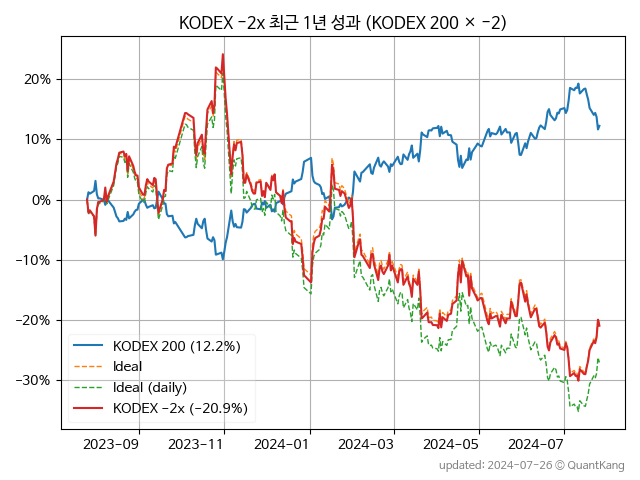 KODEX -2x 최근 1년 성과 (KODEX 200 × -2)
20%
10%
0%
-10%
-20%
-30%
KODEX 200 (12.2%)
Ideal
Ideal (daily)
KODEX -2x (-20.9%)
2023-09
2023-11
2024-01
2024-03
2024-05
2024-07
updated: 2024-07-26 © QuantKang